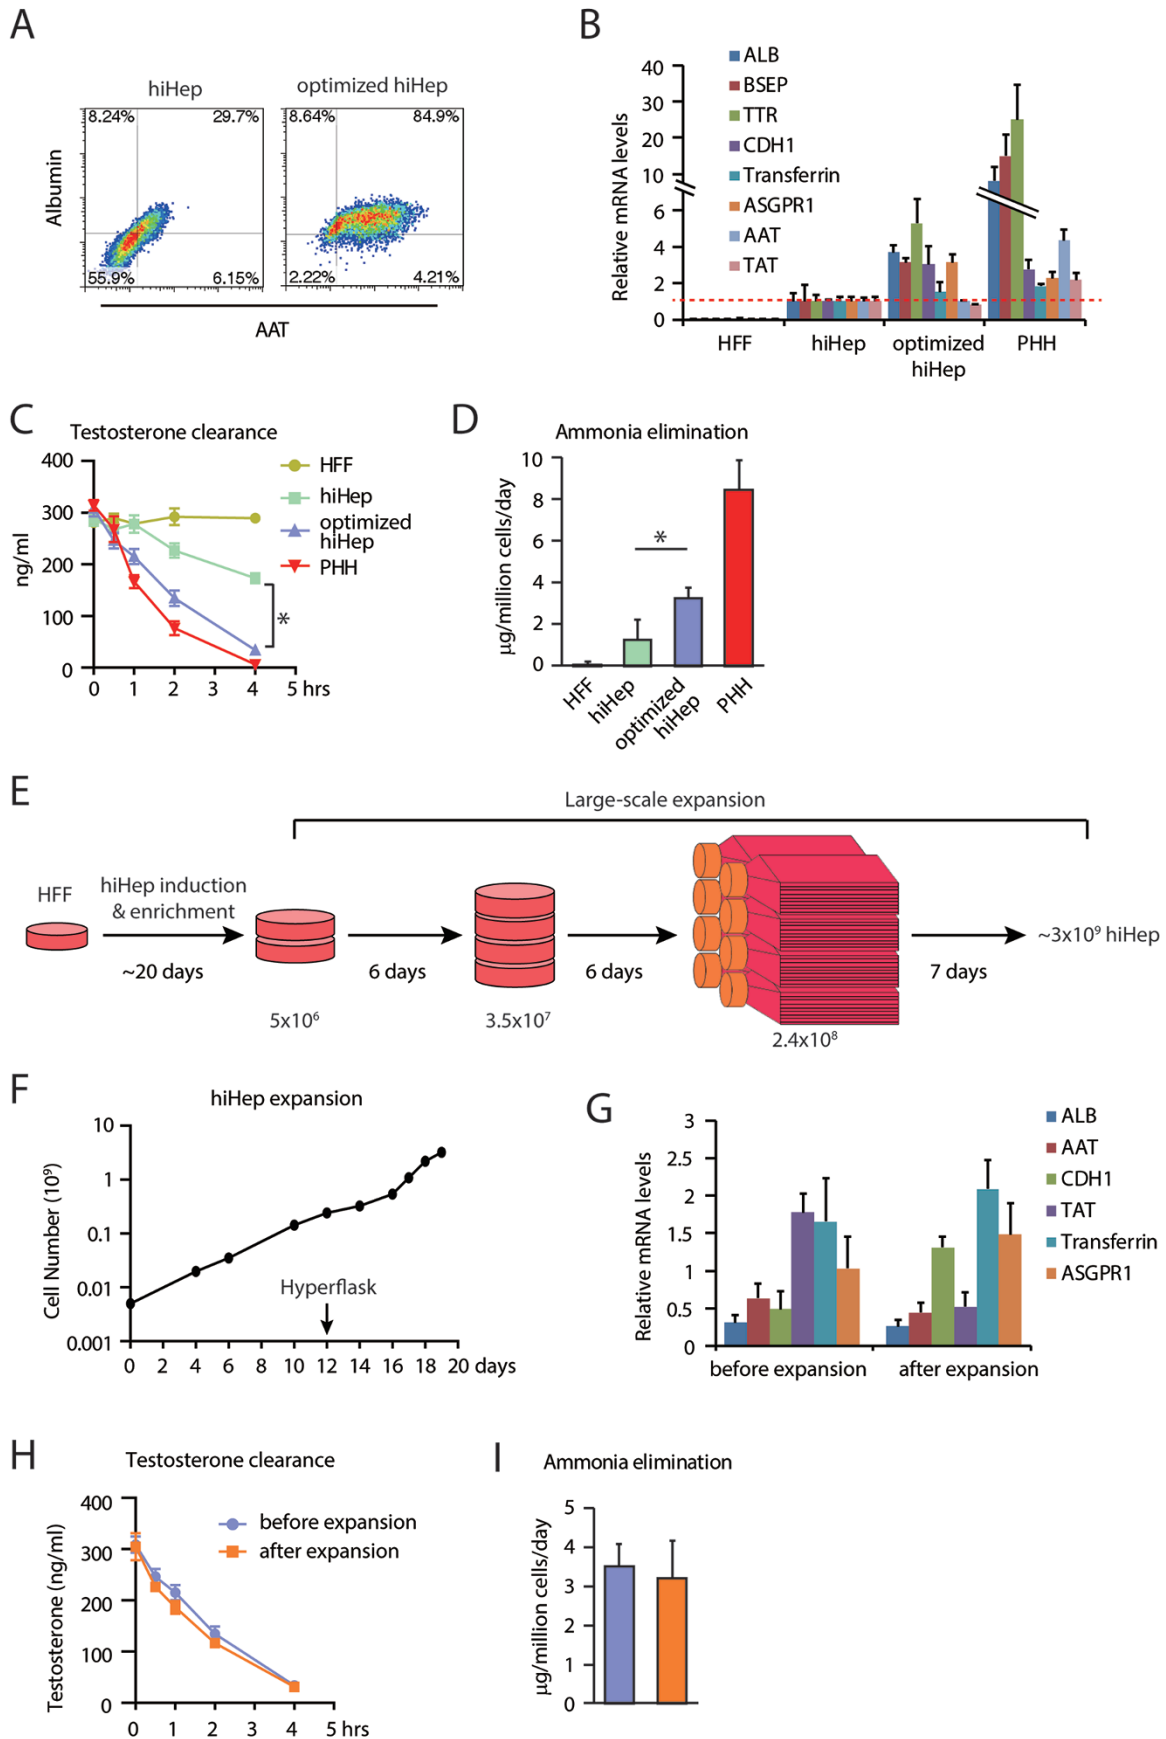 A
hiHep
optimized hiHep
8.24%
29.7%
55.9%
6.15%
8.64%
84.9%
2.22%
4.21%
Albumin
AAT
B
Relative mRNA levels
40
30
20
10
6
4
2
0
ALB
BSEP
TTR
CDH1
Transferrin
ASGPR1
AAT
TAT
HFF
hiHep
optimized
hiHep
PHH
C
Testosterone clearance
ng/ml
400
300
200
100
0
0 1 2 3 4 5 hrs
HFF
hiHep
optimized
hiHep
PHH
*
D
Ammonia elimination
µg/million cells/day
10
8
6
4
2
0
*
HFF
hiHep
optimized
hiHep
PHH
E
Large-scale expansion
HFF
hiHep induction
& enrichment
~20 days
6 days
6 days
7 days
~3x10⁹ hiHep
5x10⁶
3.5x10⁷
2.4x10⁸
F
hiHep expansion
Cell Number (10⁹)
10
1
0.1
0.01
0.001
Hyperflask
0 2 4 6 8 10 12 14 16 18 20 days
G
Relative mRNA levels
3
2.5
2
1.5
1
0.5
0
before expansion
after expansion
ALB
AAT
CDH1
TAT
Transferrin
ASGPR1
H
Testosterone clearance
Testosterone (ng/ml)
400
300
200
100
0
0 1 2 3 4 5 hrs
before expansion
after expansion
I
Ammonia elimination
µg/million cells/day
5
4
3
2
1
0